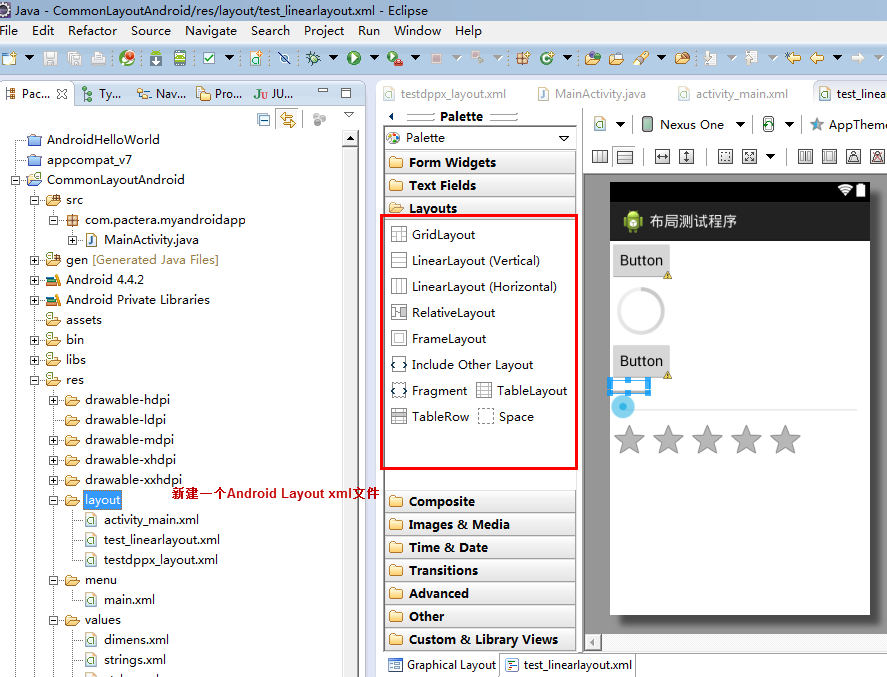 Java - CommonLayoutAndroid/res/layout/test_linearlayout.xml - Eclipse
File Edit Refactor Source Navigate Search Project Run Window Help
Pac... Ty... Nav... Pro... JU JU...
AndroidHelloWorld
appcompat_v7
CommonLayoutAndroid
src
com.pactera.myandroidapp
MainActivity.java
gen [Generated Java Files]
Android 4.4.2
Android Private Libraries
assets
bin
libs
res
drawable-hdpi
drawable-ldpi
drawable-mdpi
drawable-xhdpi
drawable-xxhdpi
layout
新建一个Android Layout xml文件
activity_main.xml
test_linearlayout.xml
testdppx_layout.xml
menu
main.xml
values
dimens.xml
strings.xml
testdppx_layout.xml MainActivity.java activity_main.xml test_linea
Palette
Palette
Form Widgets
Text Fields
Layouts
GridLayout
LinearLayout (Vertical)
LinearLayout (Horizontal)
RelativeLayout
FrameLayout
Include Other Layout
Fragment TableLayout
TableRow Space
Composite
Images & Media
Time & Date
Transitions
Advanced
Other
Custom & Library Views
Graphical Layout test_linearlayout.xml
Nexus One AppTheme
布局测试程序
Button
Button